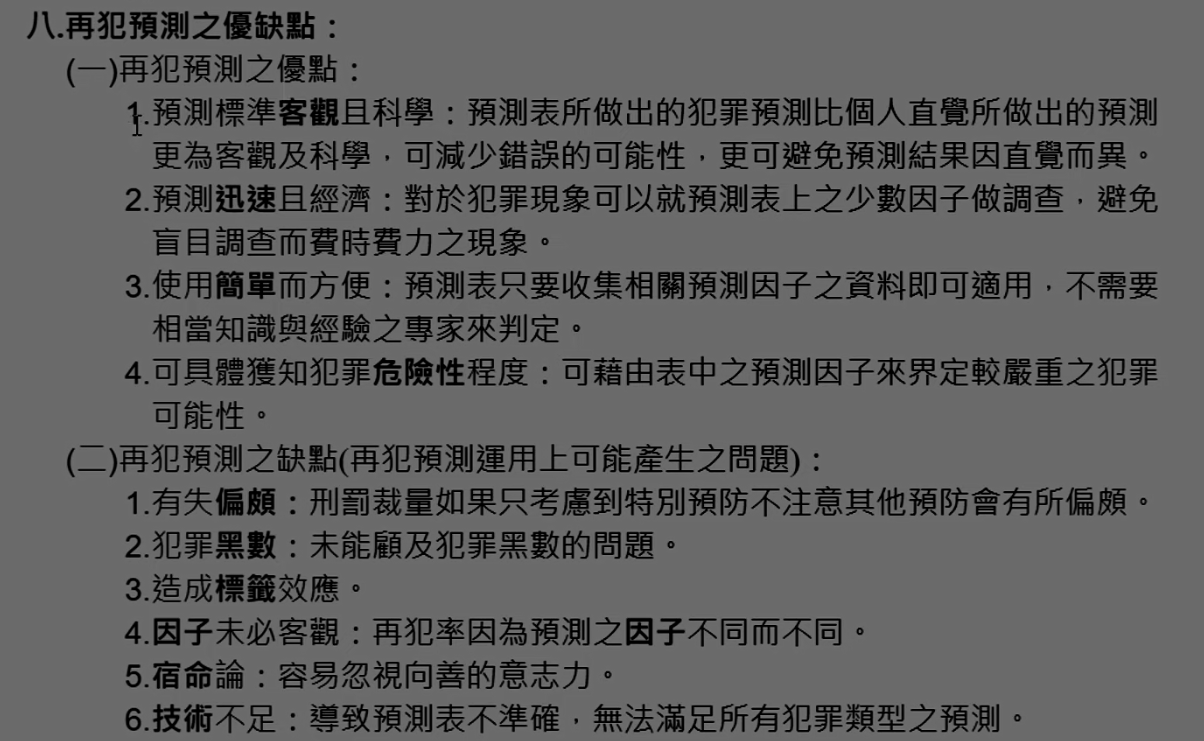 八.再犯預測之優缺點：
(一)再犯預測之優點：
1.預測標準客觀且科學：預測表所做出的犯罪預測比個人直覺所做出的預測
更為客觀及科學，可減少錯誤的可能性，更可避免預測結果因直覺而異。
2.預測迅速且經濟：對於犯罪現象可以就預測表上之少數因子做調查，避免
盲目調查而費時費力之現象。
3.使用簡單而方便：預測表只要收集相關預測因子之資料即可適用，不需要
相當知識與經驗之專家來判定。
4.可具體獲知犯罪危險性程度：可藉由表中之預測因子來界定較嚴重之犯罪
可能性。
(二)再犯預測之缺點(再犯預測運用上可能產生之問題)：
1.有失偏頗：刑罰裁量如果只考慮到特別預防不注意其他預防會有所偏頗。
2.犯罪黑數：未能顧及犯罪黑數的問題。
3.造成標籤效應。
4.因子未必客觀：再犯率因為預測之因子不同而不同。
5.宿命論：容易忽視向善的意志力。
6.技術不足：導致預測表不準確，無法滿足所有犯罪類型之預測。